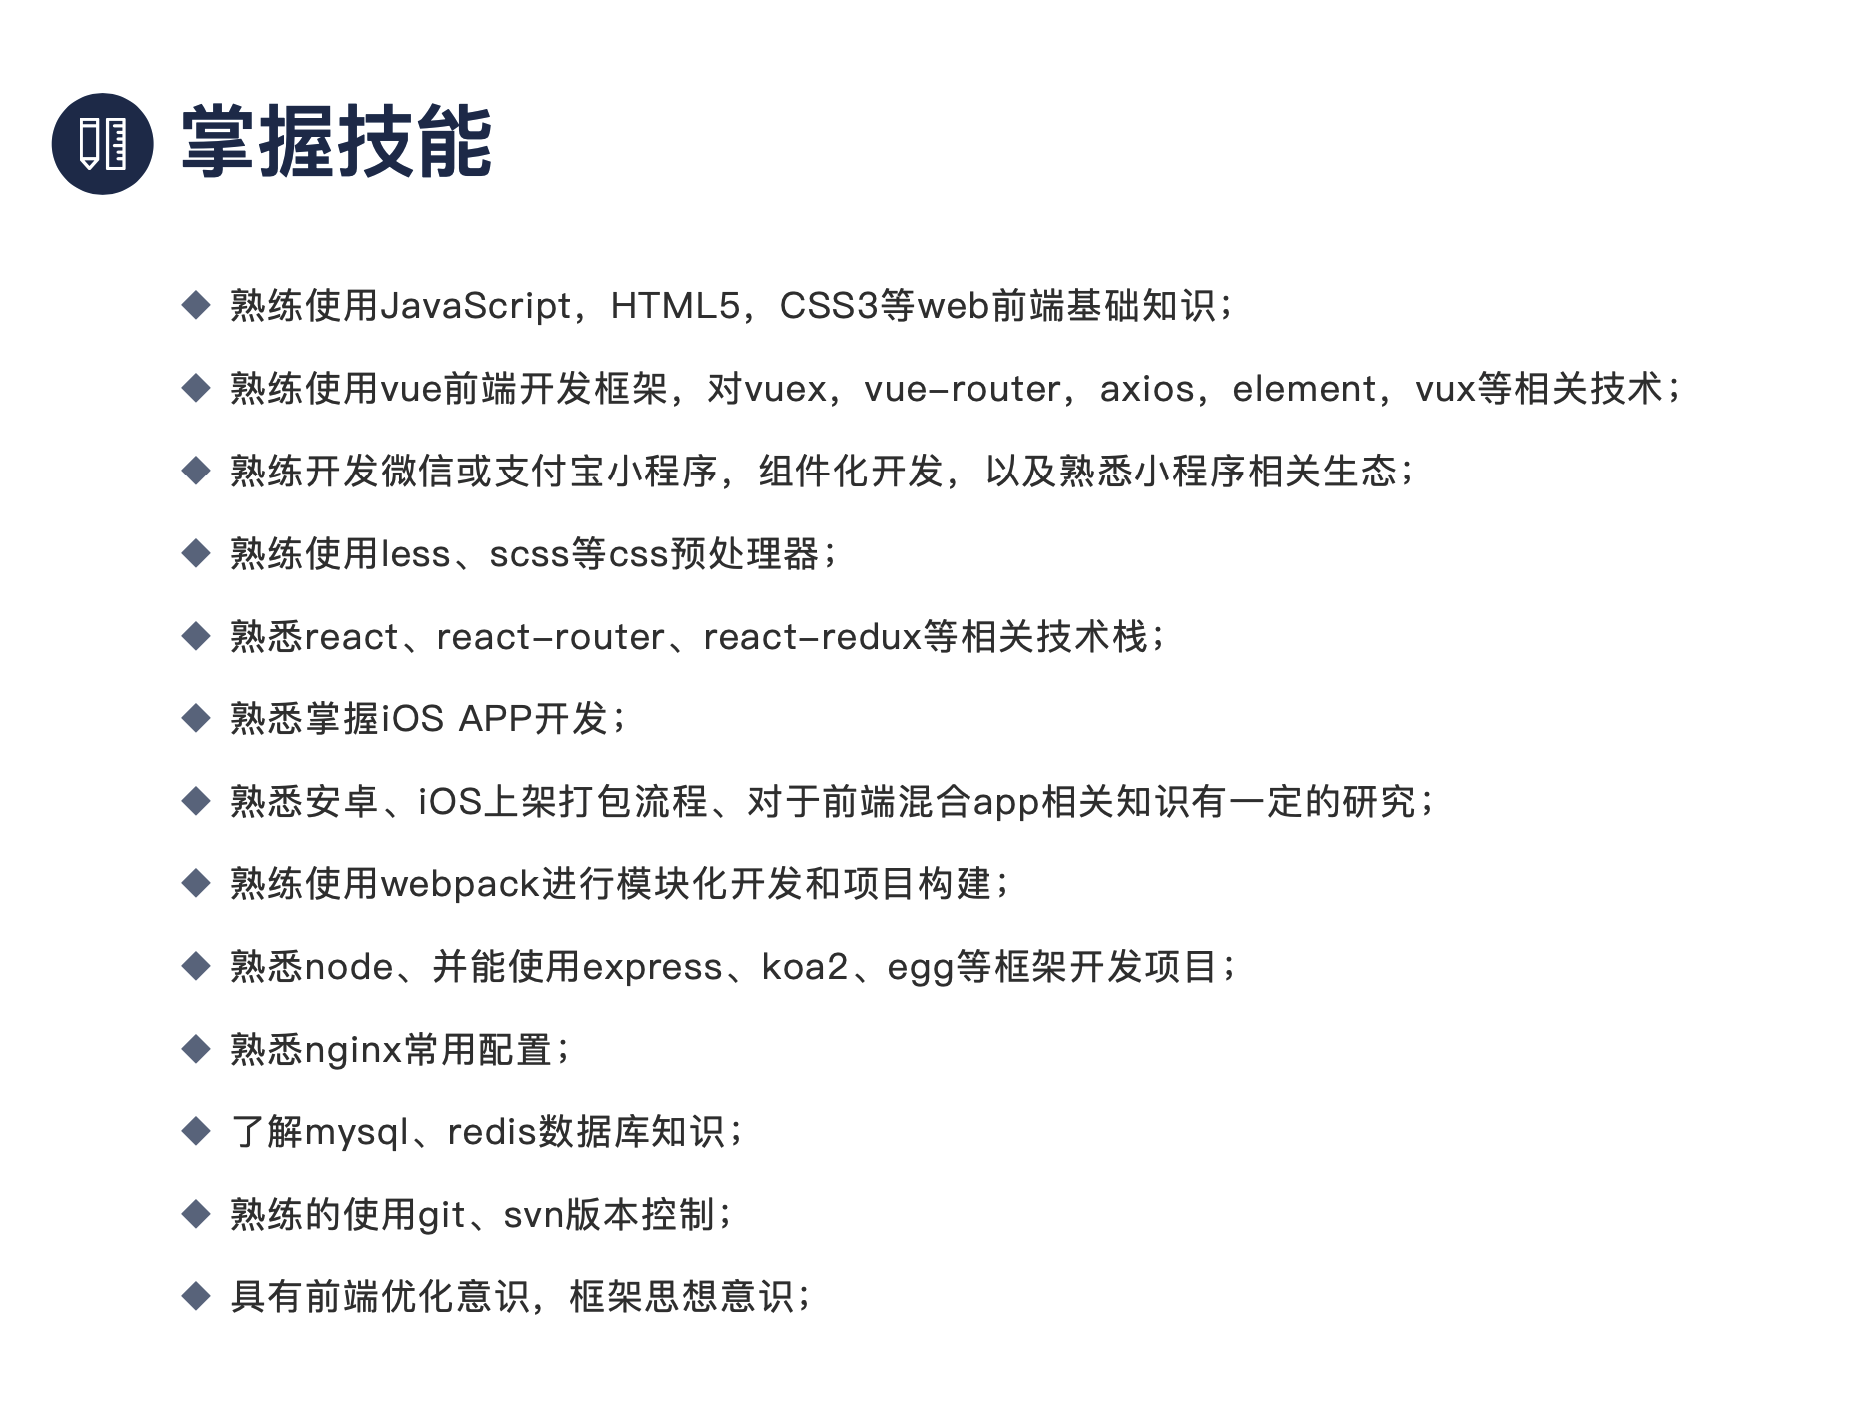 掌握技能
熟练使用JavaScript，HTML5，CSS3等web前端基础知识；
熟练使用vue前端开发框架，对vuex，vue-router，axios，element，vux等相关技术；
熟练开发微信或支付宝小程序，组件化开发，以及熟悉小程序相关生态；
熟练使用less、scss等css预处理器；
熟悉react、react-router、react-redux等相关技术栈；
熟悉掌握iOS APP开发；
熟悉安卓、iOS上架打包流程、对于前端混合app相关知识有一定的研究；
熟练使用webpack进行模块化开发和项目构建；
熟悉node、并能使用express、koa2、egg等框架开发项目；
熟悉nginx常用配置；
了解mysql、redis数据库知识；
熟练的使用git、svn版本控制；
具有前端优化意识，框架思想意识；